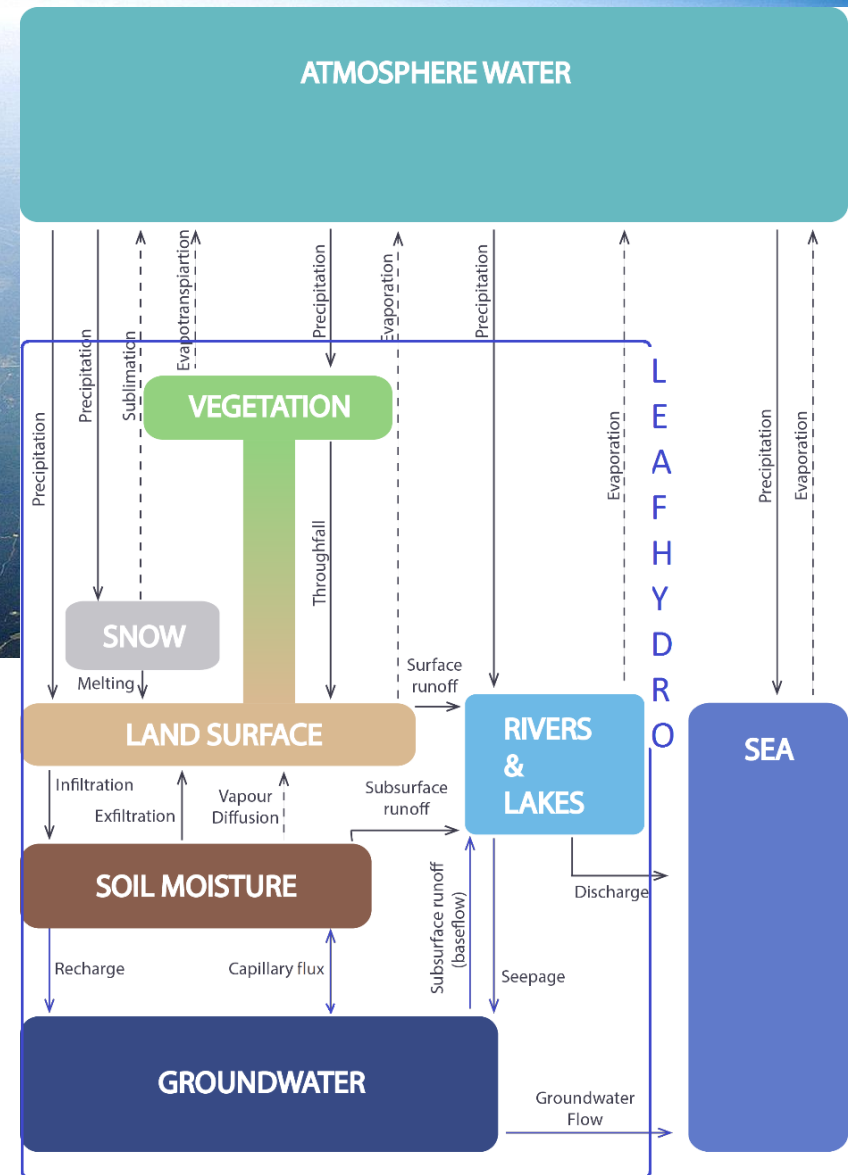 ATMOSPHERE WATER
Precipitation
Precipitation
Sublimation
Evapotranspiartion
Precipitation
Evaporation
Precipitation
Evaporation
Precipitation
Evaporation
LEAFHYDRO
VEGETATION
Throughfall
SNOW
Melting
LAND SURFACE
Surface
runoff
RIVERS
&
LAKES
SEA
Infiltration
Exfiltration
Vapour
Diffusion
Subsurface
runoff
SOIL MOISTURE
Discharge
Recharge
Capillary flux
Subsurface runoff
(baseflow)
Seepage
GROUNDWATER
Groundwater
Flow